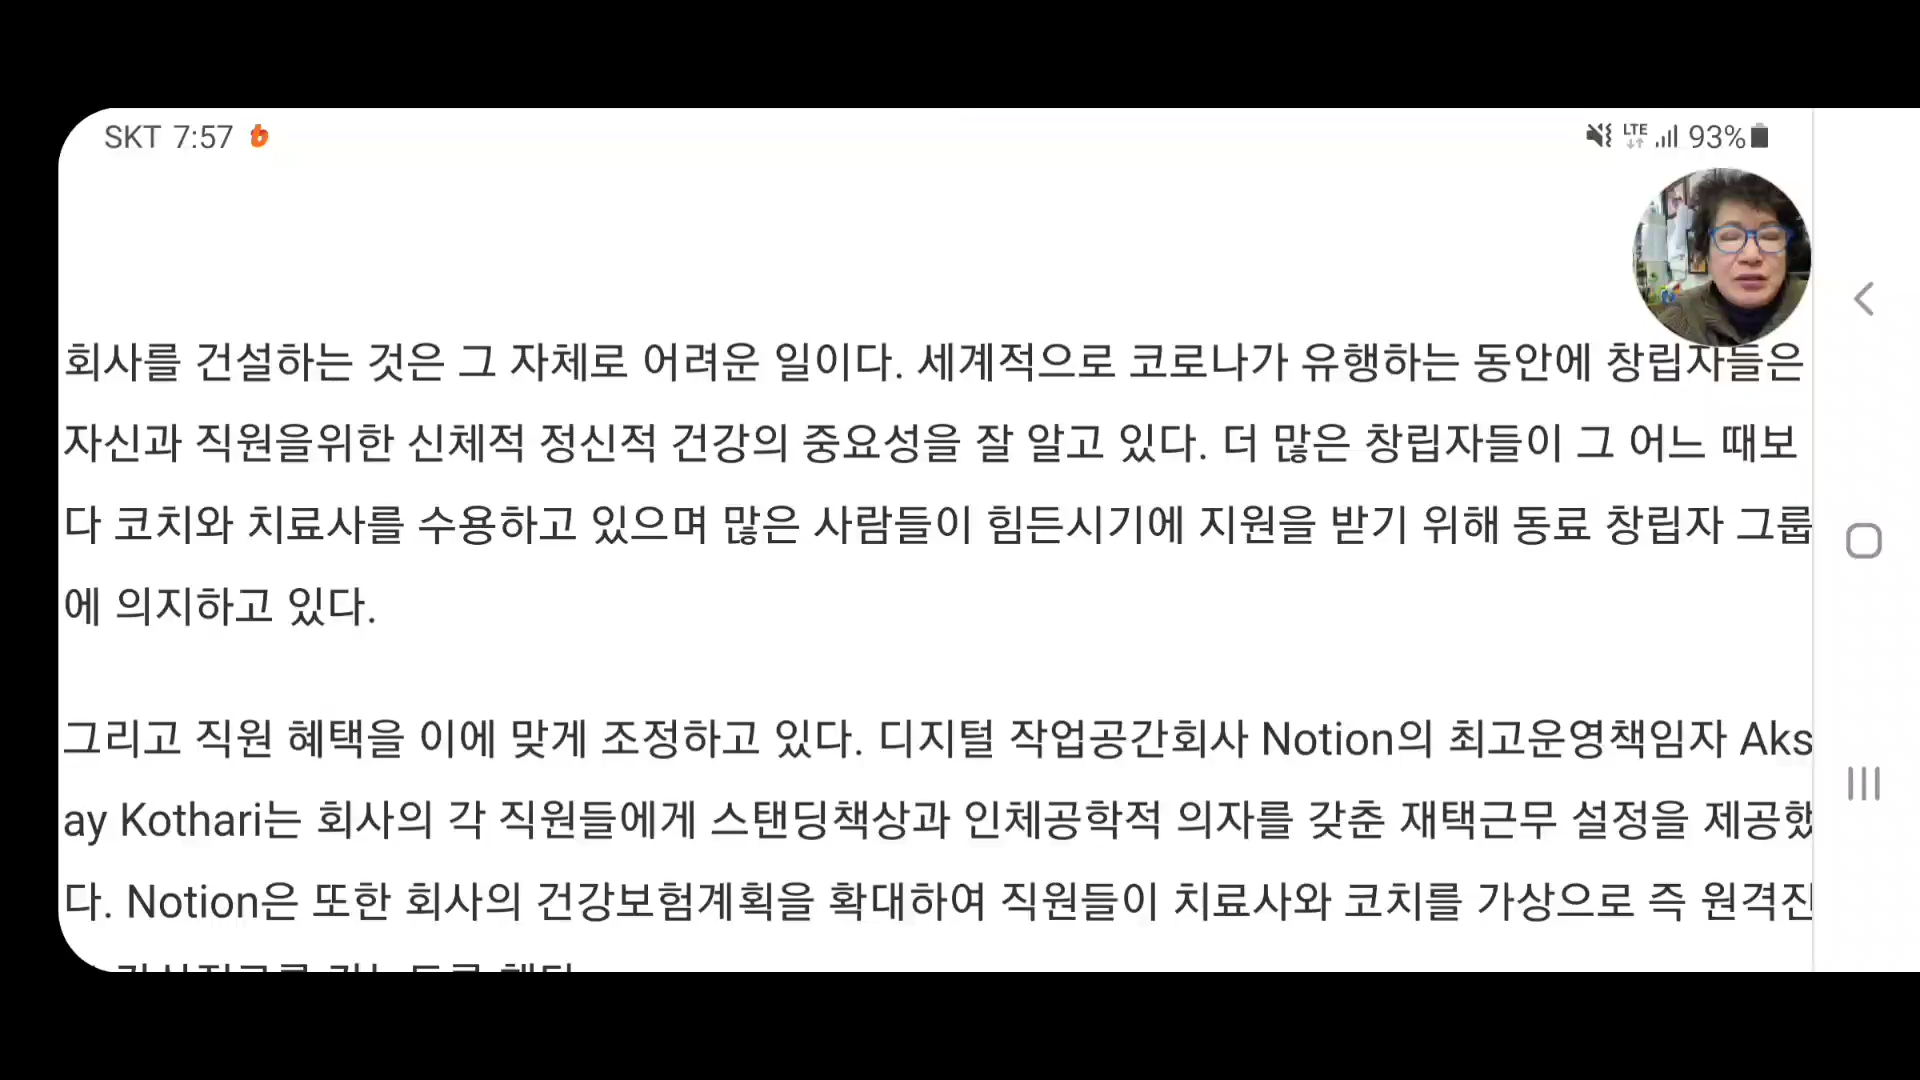 SKT 7:57
LTE 93%
회사를 건설하는 것은 그 자체로 어려운 일이다. 세계적으로 코로나가 유행하는 동안에 창립자들은
자신과 직원을위한 신체적 정신적 건강의 중요성을 잘 알고 있다. 더 많은 창립자들이 그 어느 때보
다 코치와 치료사를 수용하고 있으며 많은 사람들이 힘든시기에 지원을 받기 위해 동료 창립자 그룹
에 의지하고 있다.
그리고 직원 혜택을 이에 맞게 조정하고 있다. 디지털 작업공간회사 Notion의 최고운영책임자 Aks
ay Kothari는 회사의 각 직원들에게 스탠딩책상과 인체공학적 의자를 갖춘 재택근무 설정을 제공했
다. Notion은 또한 회사의 건강보험계획을 확대하여 직원들이 치료사와 코치를 가상으로 즉 원격진